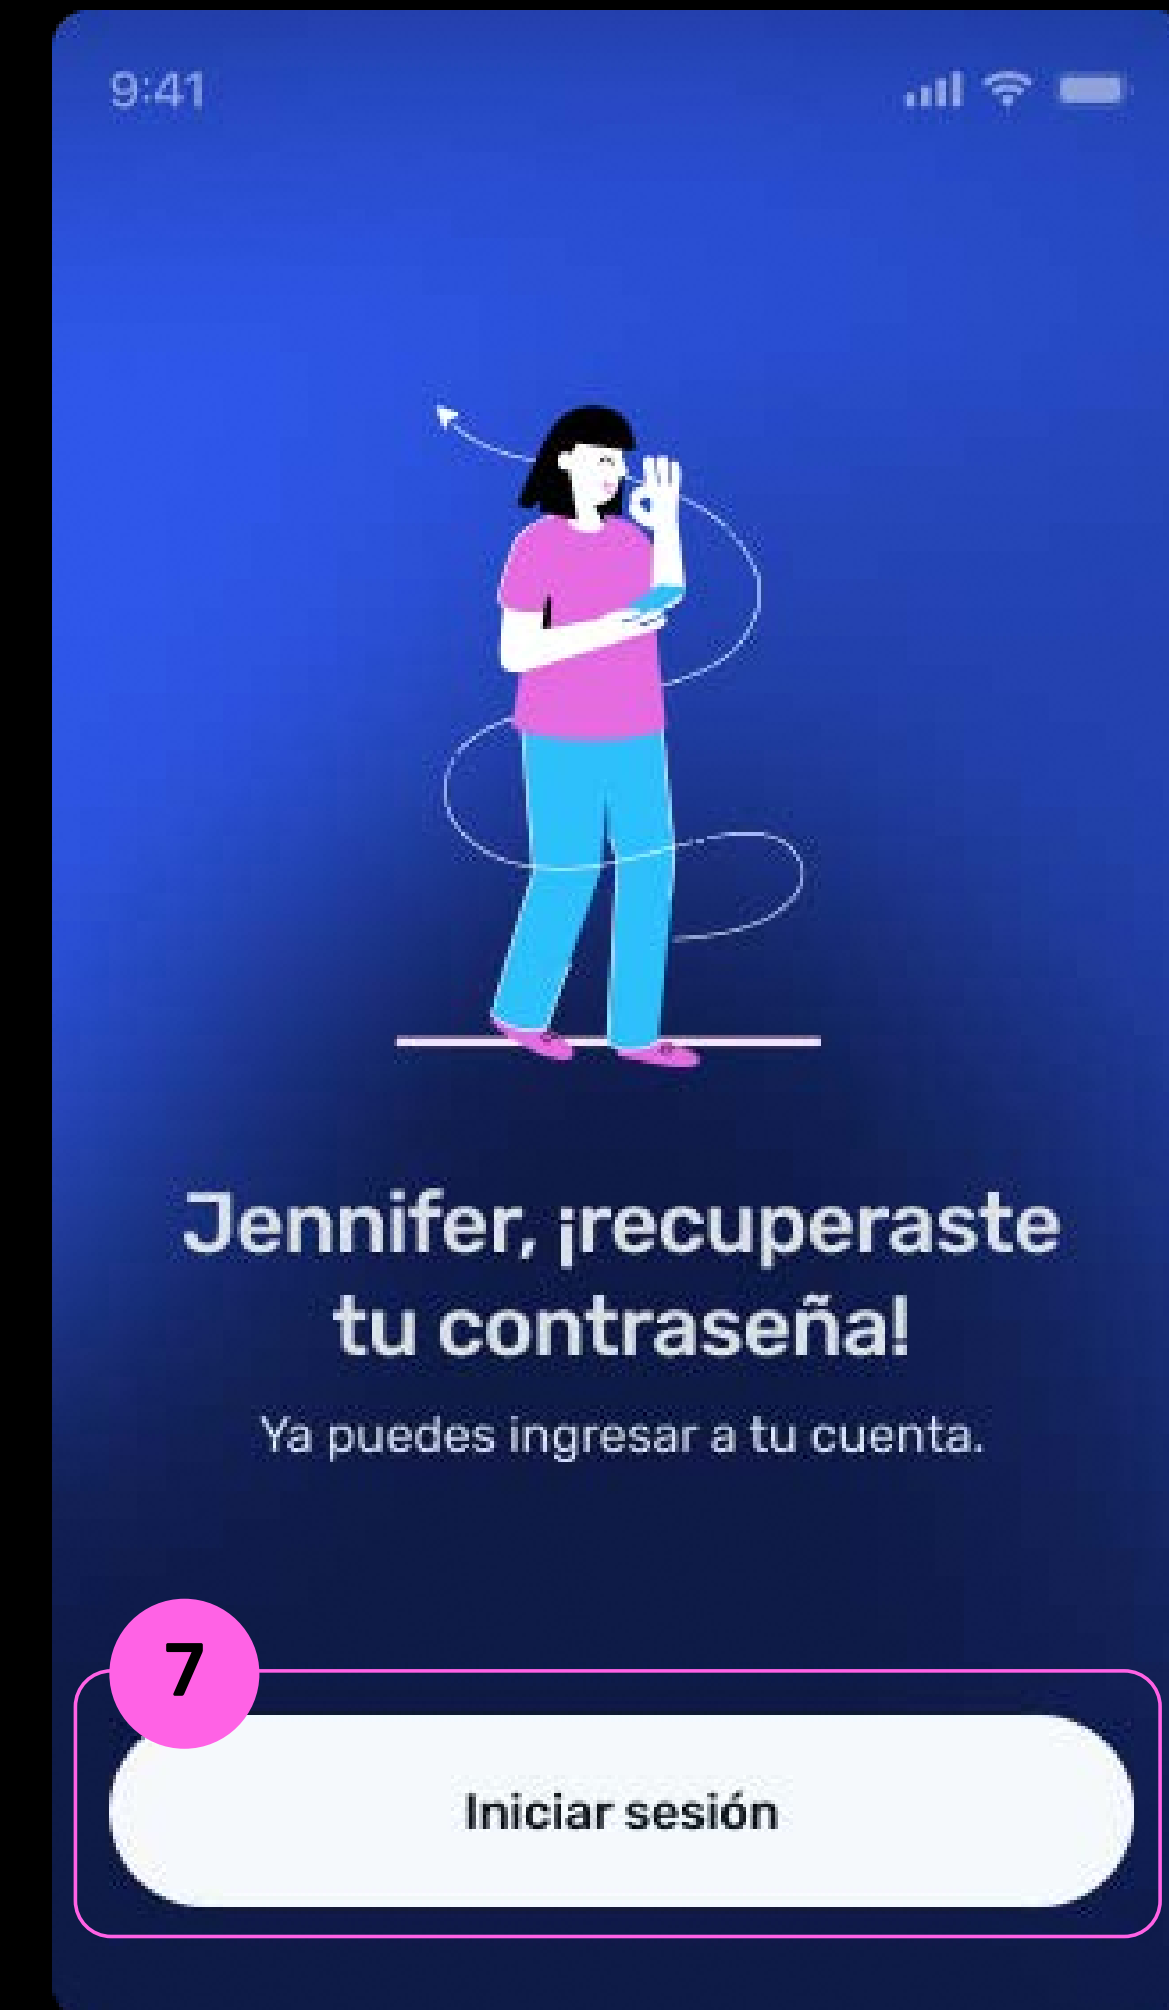 9:41
Jennifer, ¡recuperaste
tu contraseña!
Ya puedes ingresar a tu cuenta.
7
Iniciar sesión